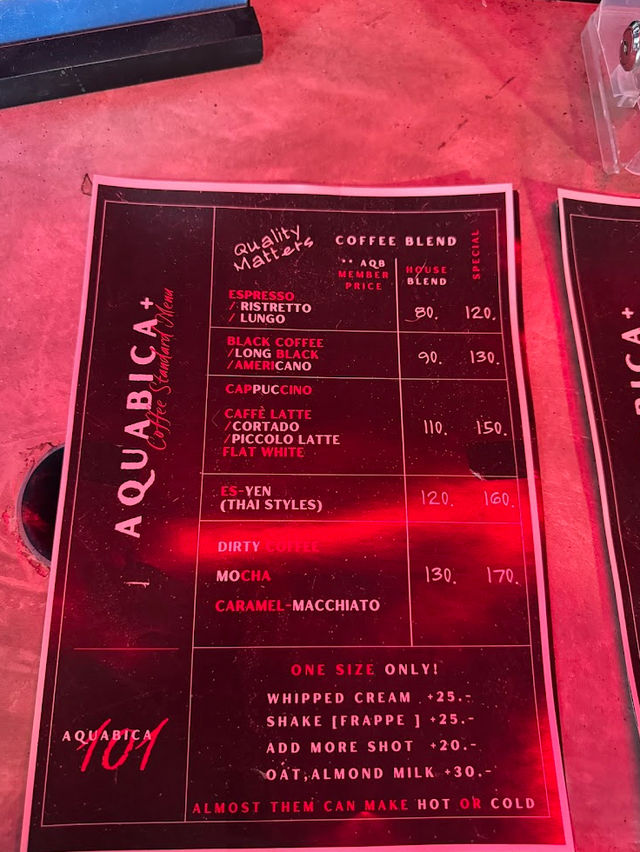 Quality
Matters
COFFEE BLEND
** AQB
MEMBER
PRICE
HOUSE
BLEND
SPECIAL
ESPRESSO
/ RISTRETTO
/ LUNGO
80. 120.
BLACK COFFEE
/LONG BLACK
/AMERICANO
90. 130.
CAPPUCCINO
CAFFÈ LATTE
/CORTADO
/PICCOLO LATTE
FLAT WHITE
110. 150.
ES-YEN
(THAI STYLES)
120. 160.
DIRTY COFFEE
MOCHA
CARAMEL-MACCHIATO
130. 170.
ONE SIZE ONLY!
WHIPPED CREAM +25.-
SHAKE [FRAPPE ] +25.-
ADD MORE SHOT +20.-
OAT,ALMOND MILK +30.-
ALMOST THEM CAN MAKE HOT OR COLD
AQUABICA+
Coffee Standard Menu
AQUABICA
101